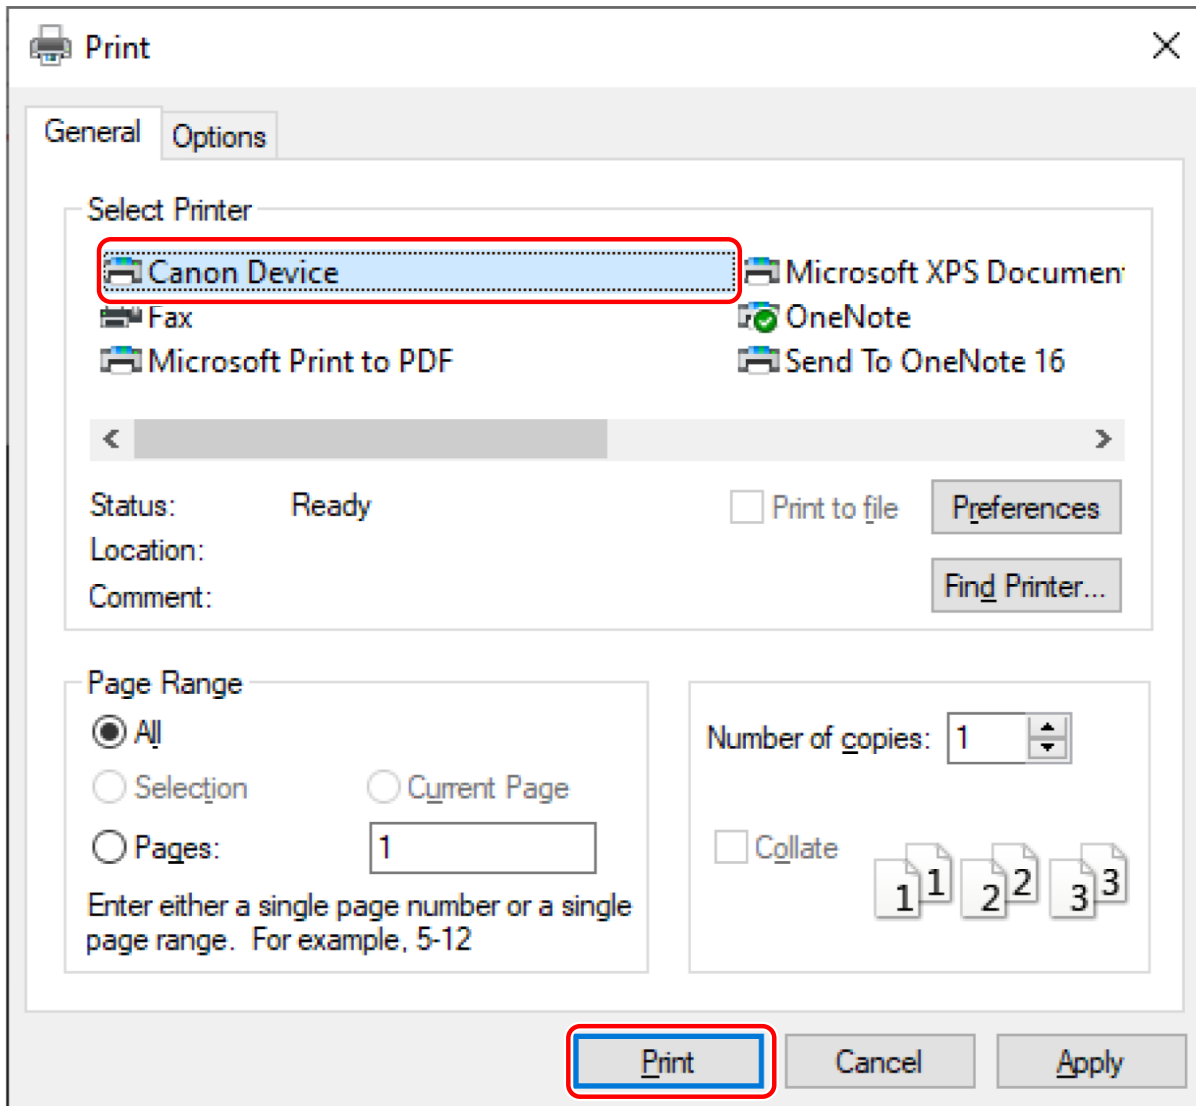 Print
General Options
Select Printer
Canon Device Microsoft XPS Document
Fax OneNote
Microsoft Print to PDF Send To OneNote 16
Status: Ready Print to file Preferences
Location:
Comment: Find Printer...
Page Range
All
Number of copies: 1
Selection Current Page
Pages: 1
Collate 1 1 2 2 3 3
Enter either a single page number or a single
page range. For example, 5-12
Print Cancel Apply